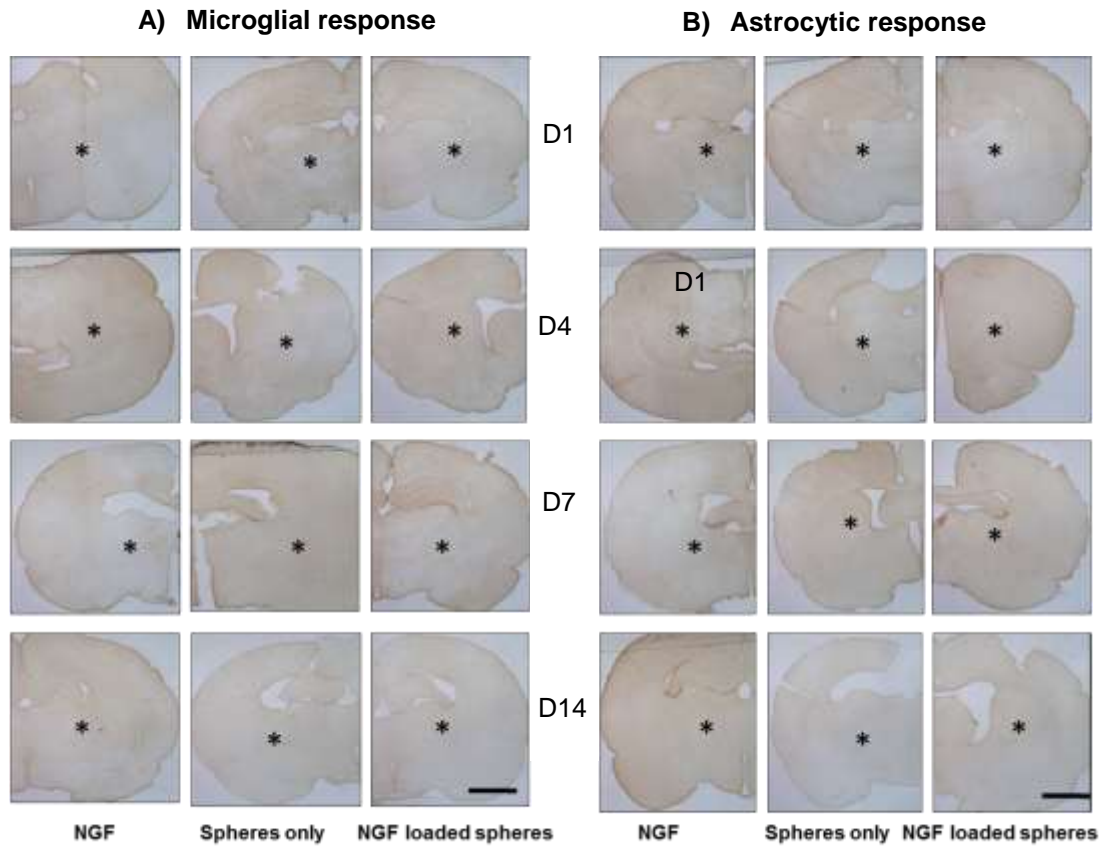 A) Microglial response
B) Astrocytic response
* * * D1 * * *
D1
* * * D4 * * *
* * * D7 * * *
* * * D14 * * *
NGF Spheres only NGF loaded spheres NGF Spheres only NGF loaded spheres